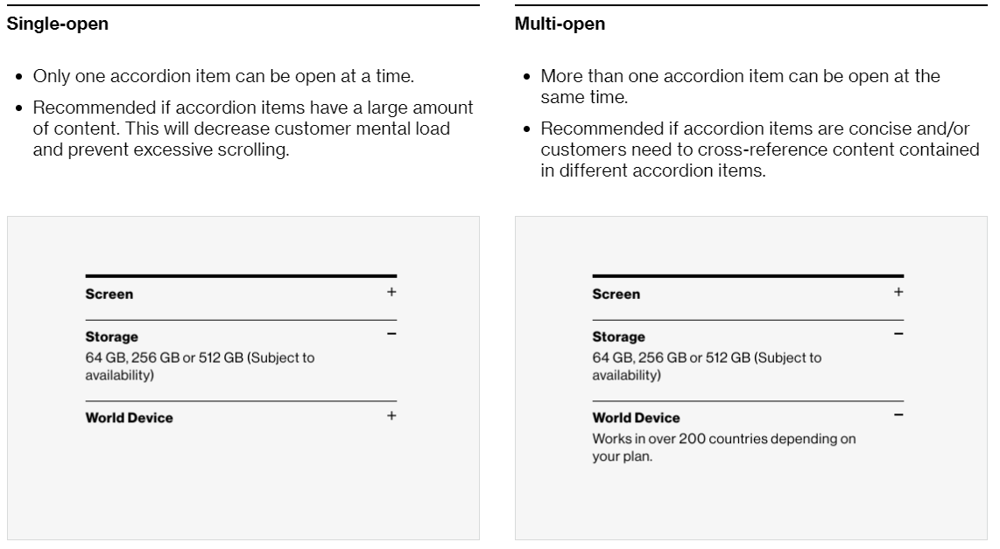 Single-open
• Only one accordion item can be open at a time.
• Recommended if accordion items have a large amount
of content. This will decrease customer mental load
and prevent excessive scrolling.
Screen +
Storage –
64 GB, 256 GB or 512 GB (Subject to
availability)
World Device +
Multi-open
• More than one accordion item can be open at the
same time.
• Recommended if accordion items are concise and/or
customers need to cross-reference content contained
in different accordion items.
Screen +
Storage –
64 GB, 256 GB or 512 GB (Subject to
availability)
World Device –
Works in over 200 countries depending on
your plan.